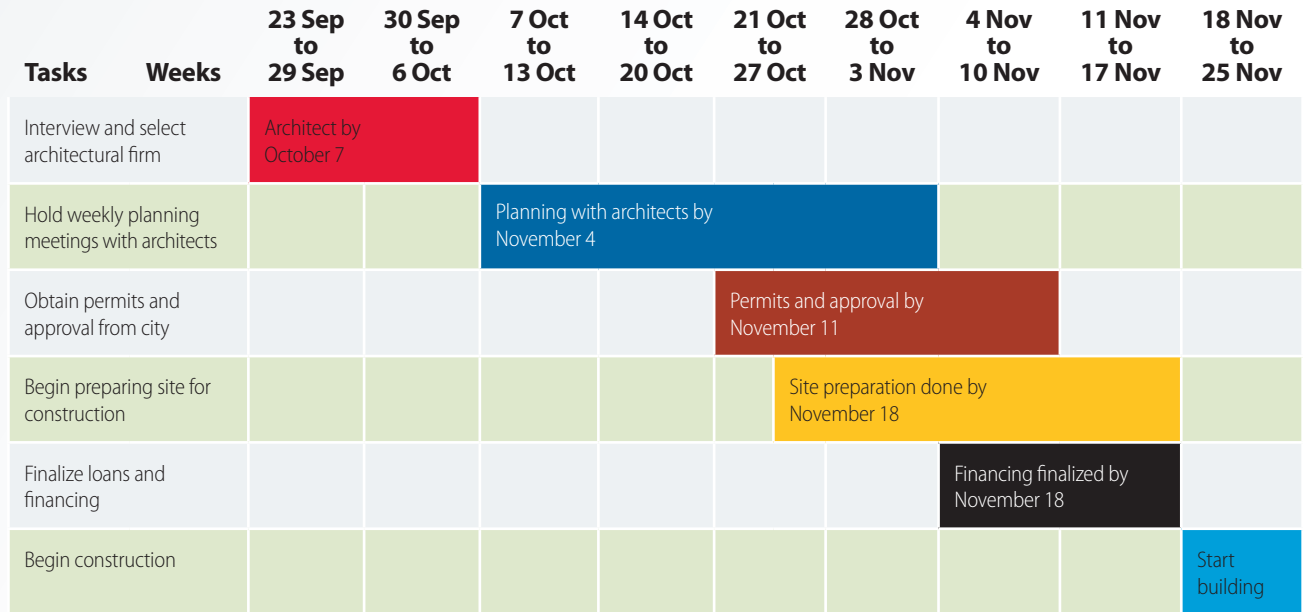 23 Sep 30 Sep 7 Oct 14 Oct 21 Oct 28 Oct 4 Nov 11 Nov 18 Nov
to to to to to to to to to
Tasks Weeks 29 Sep 6 Oct 13 Oct 20 Oct 27 Oct 3 Nov 10 Nov 17 Nov 25 Nov
Interview and select
architectural firm
Architect by
October 7
Hold weekly planning
meetings with architects
Planning with architects by
November 4
Obtain permits and
approval from city
Permits and approval by
November 11
Begin preparing site for
construction
Site preparation done by
November 18
Finalize loans and
financing
Financing finalized by
November 18
Begin construction
Start
building